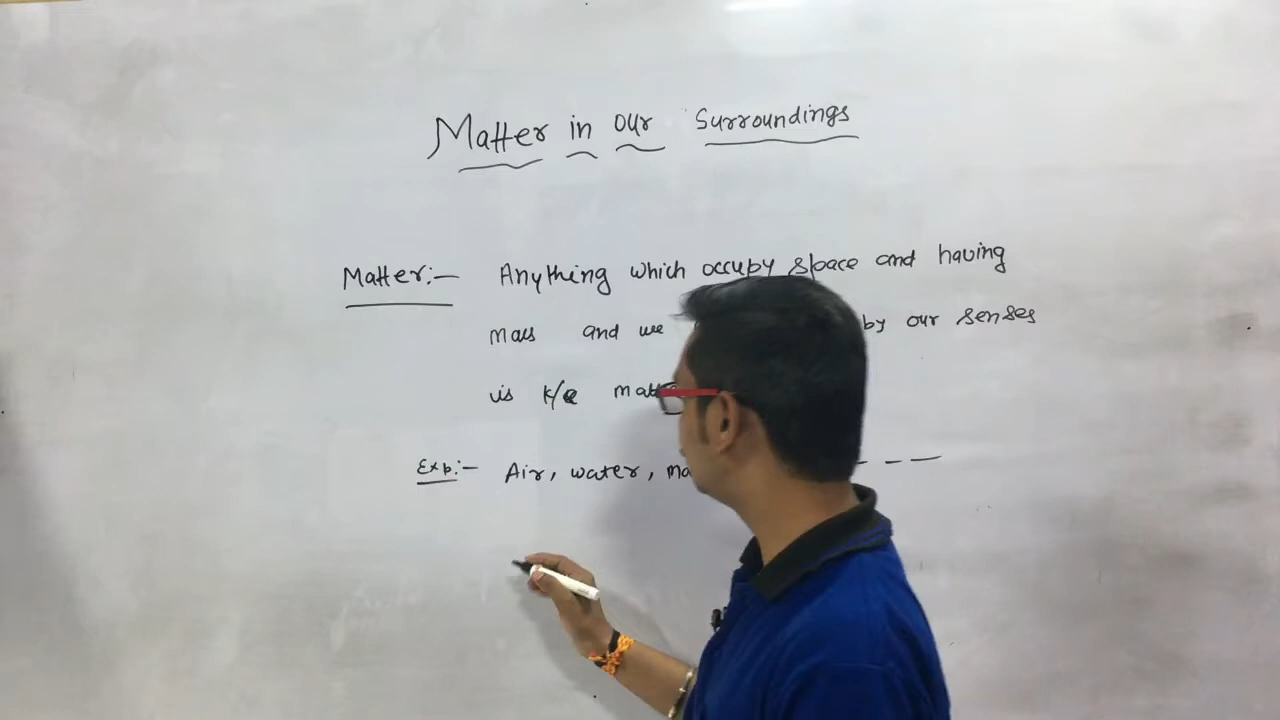 Matter in our Surroundings
Matter:- Anything which occupy space and having
mass and we by our senses
is k/a
Exp:- Air, water, - - -